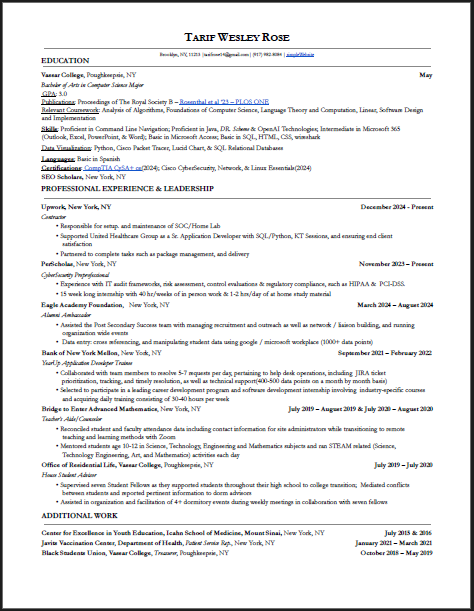 TARIF WESLEY ROSE
Brooklyn, NY, 11213 | tarifrose14@gmail.com | (917) 982-8084 | simpleWebsite
EDUCATION
Vassar College, Poughkeepsie, NY May
Bachelor of Arts in Computer Science Major
GPA: 3.0
Publications: Proceedings of The Royal Society B – Rosenthal et al '23 – PLOS ONE
Relevant Coursework: Analysis of Algorithms, Foundations of Computer Science, Language Theory and Computation, Linear, Software Design
and Implementation
Skills: Proficient in Command Line Navigation; Proficient in Java, DR. Scheme & OpenAI Technologies; Intermediate in Microsoft 365
(Outlook, Excel, PowerPoint, & Word); Basic in Microsoft Access; Basic in SQL, HTML, CSS, wireshark
Data Visualization: Python, Cisco Packet Tracer, Lucid Chart, & SQL Relational Databases
Languages: Basic in Spanish
Certifications: CompTIA CySA+ ce(2024); Cisco CyberSecurity, Network, & Linux Essentials(2024)
SEO Scholars, New York, NY
PROFESSIONAL EXPERIENCE & LEADERSHIP
Upwork, New York, NY December 2024 - Present
Contractor
• Responsible for setup and maintenance of SOC/Home Lab
• Supported United Healthcare Group as a Sr. Application Developer with SQL/Python, KT Sessions, and ensuring end client
satisfaction
• Partnered to complete tasks such as package management, and delivery
PerScholas, New York, NY November 2023 – Present
CyberSecurity Preprofessional
• Experience with IT audit frameworks, risk assessment, control evaluations & regulatory compliance, such as HIPAA & PCI-DSS.
• 15 week long internship with 40 hr/weeks of in person work & 1-2 hrs/day of at home study material
Eagle Academy Foundation, New York, NY March 2024 – August 2024
Alumni Ambassador
• Assisted the Post Secondary Success team with managing recruitment and outreach as well as network / liaison building, and running
organization wide events
• Data entry: cross referencing, and manipulating student data using google / microsoft workplace (1000+ data points)
Bank of New York Mellon, New York, NY September 2021 – February 2022
YearUp Application Developer Trainee
• Collaborated with team members to resolve 5-7 requests per day, pertaining to help desk operations, including JIRA ticket
prioritization, tracking, and timely resolution, as well as technical support(400-500 data points on a month by month basis)
• Selected to participate in a leading career development program and software development internship involving industry-specific courses
and acquiring daily training consisting of 30-40 hours per week
Bridge to Enter Advanced Mathematics, New York, NY July 2019 – August 2019 & July 2020 – August 2020
Teacher's Aide/Counselor
• Reconciled student and faculty attendance data including contact information for site administrators while transitioning to remote
teaching and learning methods with Zoom
• Mentored students age 10-12 in Science, Technology, Engineering and Mathematics subjects and ran STEAM related (Science,
Technology Engineering, Art, and Mathematics) activities each day
Office of Residential Life, Vassar College, Poughkeepsie, NY July 2019 – July 2020
House Student Advisor
• Supervised seven Student Fellows as they supported students throughout their high school to college transition; Mediated conflicts
between students and reported pertinent information to dorm advisors
• Assisted in organization and facilitation of 4+ dormitory events during weekly meetings in collaboration with seven fellows
ADDITIONAL WORK
Center for Excellence in Youth Education, Icahn School of Medicine, Mount Sinai, New York, NY July 2015 & 2016
Javits Vaccination Center, Department of Health, Patient Service Rep., New York, NY January 2021 – March 2021
Black Students Union, Vassar College, Treasurer, Poughkeepsie, NY October 2018 – May 2019